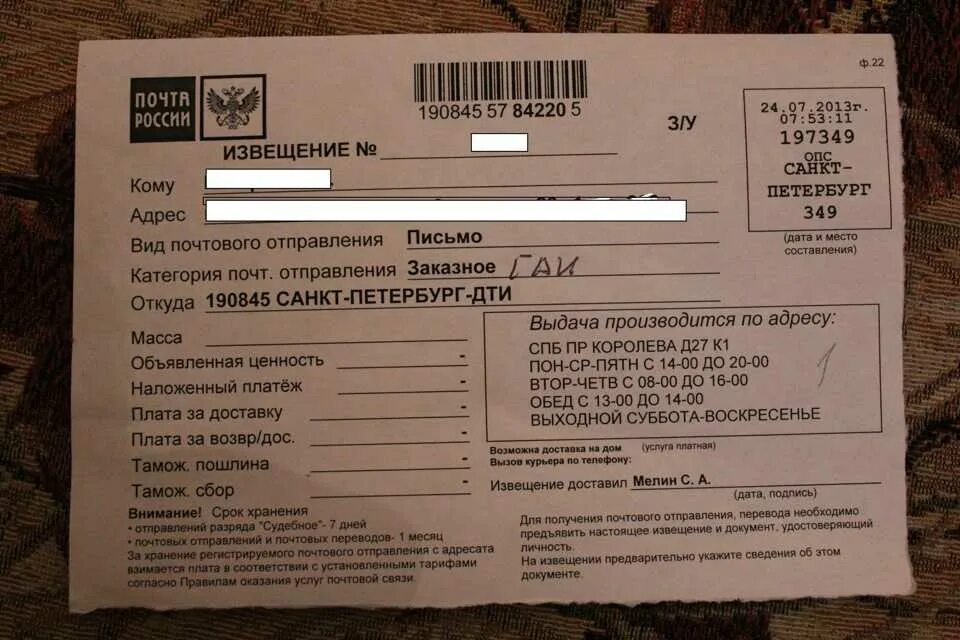 ф.22
ПОЧТА
РОССИИ
190845 57 84220 5
З/У
24.07.2013г.
07:53:11
197349
ОПС
САНКТ-
ПЕТЕРБУРГ
349
(дата и место
составления)
ИЗВЕЩЕНИЕ №
Кому
Адрес
Вид почтового отправления Письмо
Категория почт. отправления Заказное ГАИ
Откуда 190845 САНКТ-ПЕТЕРБУРГ-ДТИ
Масса
Объявленная ценность -
Наложенный платёж -
Плата за доставку -
Плата за возвр/дос. -
Тамож. пошлина -
Тамож. сбор -
Внимание! Срок хранения
• отправлений разряда "Судебное"- 7 дней
• почтовых отправлений и почтовых переводов- 1 месяц
За хранение регистрируемого почтового отправления с адресата
взимается плата в соответствии с установленными тарифами
согласно Правилам оказания услуг почтовой связи.
Выдача производится по адресу:
СПБ ПР КОРОЛЕВА Д27 К1
ПОН-СР-ПЯТН С 14-00 ДО 20-00
ВТОР-ЧЕТВ С 08-00 ДО 16-00
ОБЕД С 13-00 ДО 14-00
ВЫХОДНОЙ СУББОТА-ВОСКРЕСЕНЬЕ
1
Возможна доставка на дом (услуга платная)
Вызов курьера по телефону:
Извещение доставил Мелин С. А.
(дата, подпись)
Для получения почтового отправления, перевода необходимо
предъявить настоящее извещение и документ, удостоверяющий
личность.
На извещении предварительно укажите сведения об этом
документе.